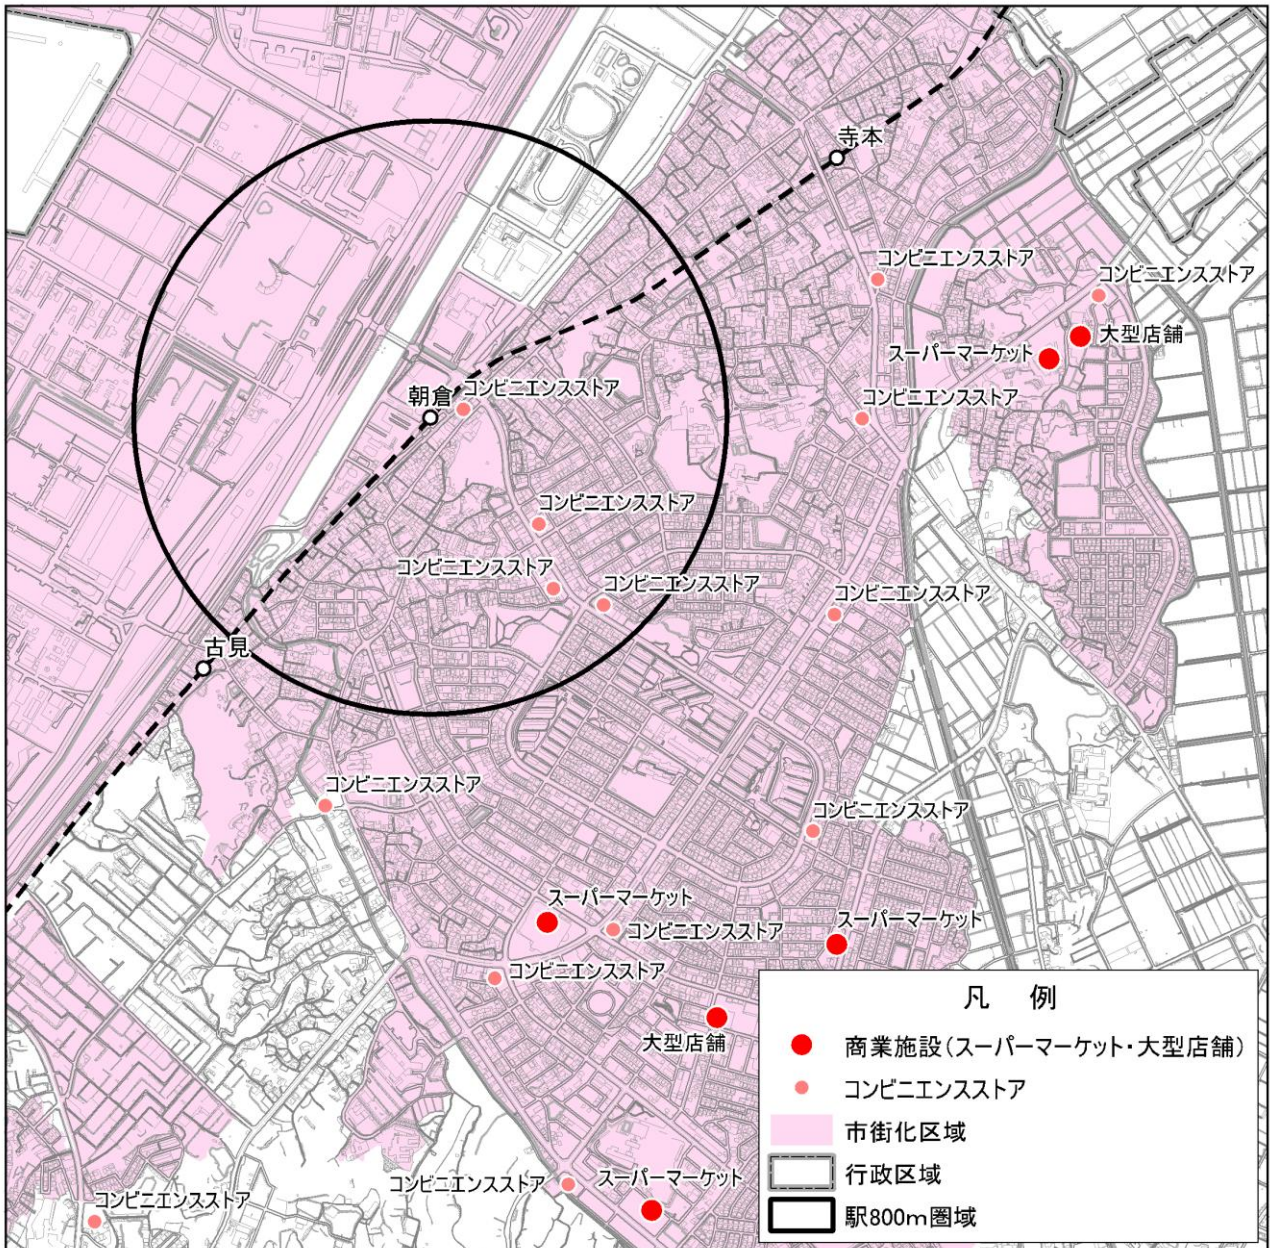 寺本
コンビニエンスストア
コンビニエンスストア
大型店舗
スーパーマーケット
朝倉
コンビニエンスストア
コンビニエンスストア
コンビニエンスストア
コンビニエンスストア
コンビニエンスストア
コンビニエンスストア
古見
コンビニエンスストア
コンビニエンスストア
スーパーマーケット
スーパーマーケット
コンビニエンスストア
コンビニエンスストア
大型店舗
コンビニエンスストア
スーパーマーケット
コンビニエンスストア
凡 例
商業施設(スーパーマーケット・大型店舗)
コンビニエンスストア
市街化区域
行政区域
駅800m圏域